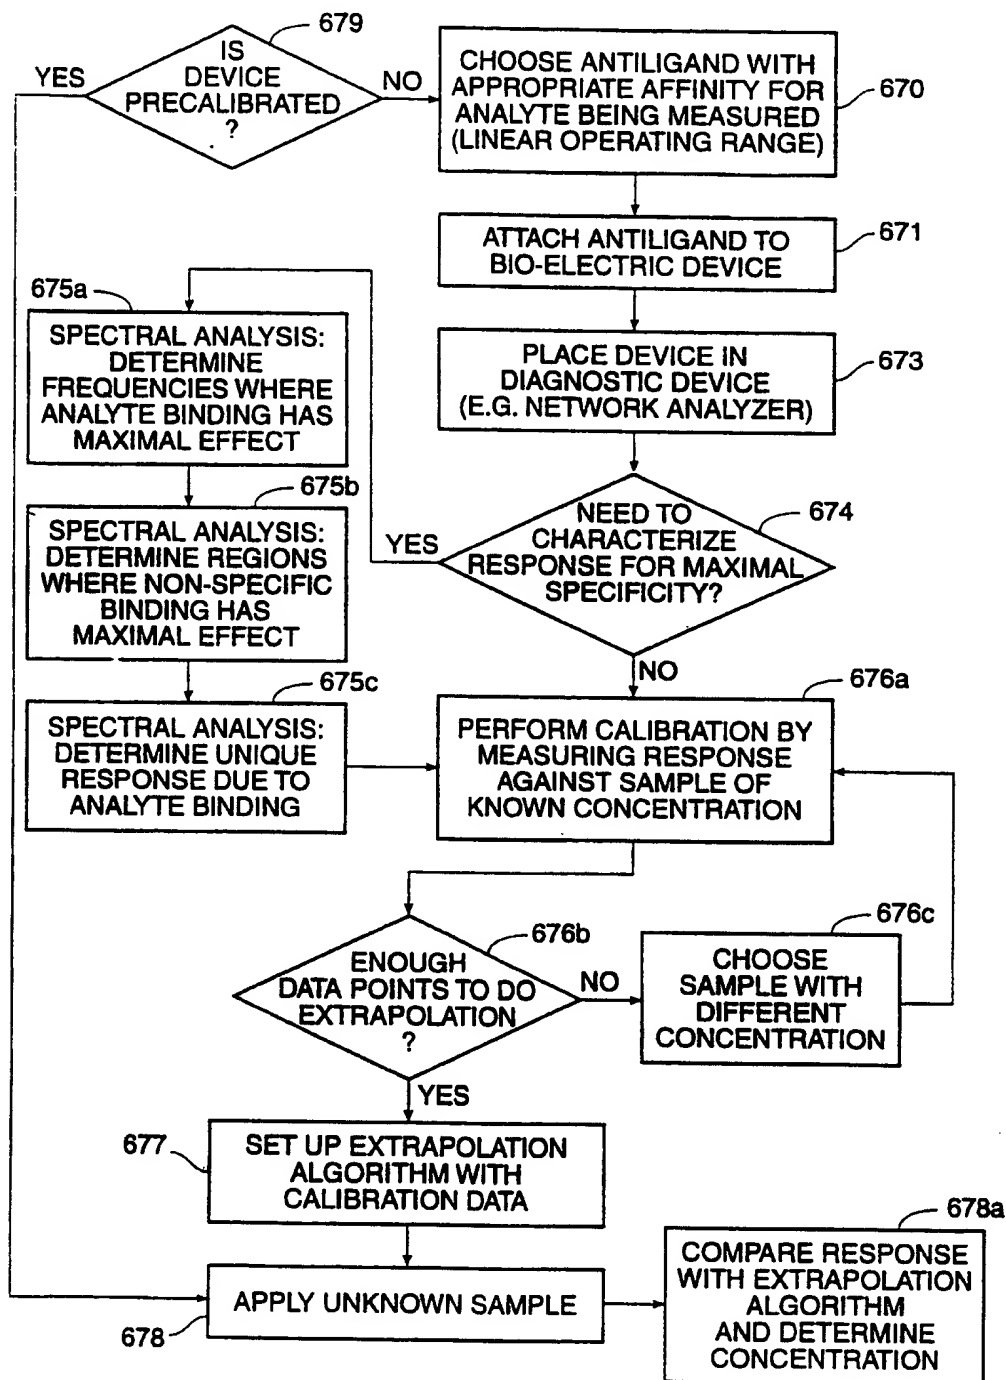 679
IS
DEVICE
PRECALIBRATED
?
YES
NO
CHOOSE ANTILIGAND WITH
APPROPRIATE AFFINITY FOR
ANALYTE BEING MEASURED
(LINEAR OPERATING RANGE)
670
ATTACH ANTILIGAND TO
BIO-ELECTRIC DEVICE
671
PLACE DEVICE IN
DIAGNOSTIC DEVICE
(E.G. NETWORK ANALYZER)
673
NEED TO
CHARACTERIZE
RESPONSE FOR MAXIMAL
SPECIFICITY?
674
YES
NO
675a
SPECTRAL ANALYSIS:
DETERMINE
FREQUENCIES WHERE
ANALYTE BINDING HAS
MAXIMAL EFFECT
675b
SPECTRAL ANALYSIS:
DETERMINE REGIONS
WHERE NON-SPECIFIC
BINDING HAS
MAXIMAL EFFECT
675c
SPECTRAL ANALYSIS:
DETERMINE UNIQUE
RESPONSE DUE TO
ANALYTE BINDING
676a
PERFORM CALIBRATION BY
MEASURING RESPONSE
AGAINST SAMPLE OF
KNOWN CONCENTRATION
676b
ENOUGH
DATA POINTS TO DO
EXTRAPOLATION
?
NO
YES
676c
CHOOSE
SAMPLE WITH
DIFFERENT
CONCENTRATION
677
SET UP EXTRAPOLATION
ALGORITHM WITH
CALIBRATION DATA
APPLY UNKNOWN SAMPLE
678
678a
COMPARE RESPONSE
WITH EXTRAPOLATION
ALGORITHM
AND DETERMINE
CONCENTRATION